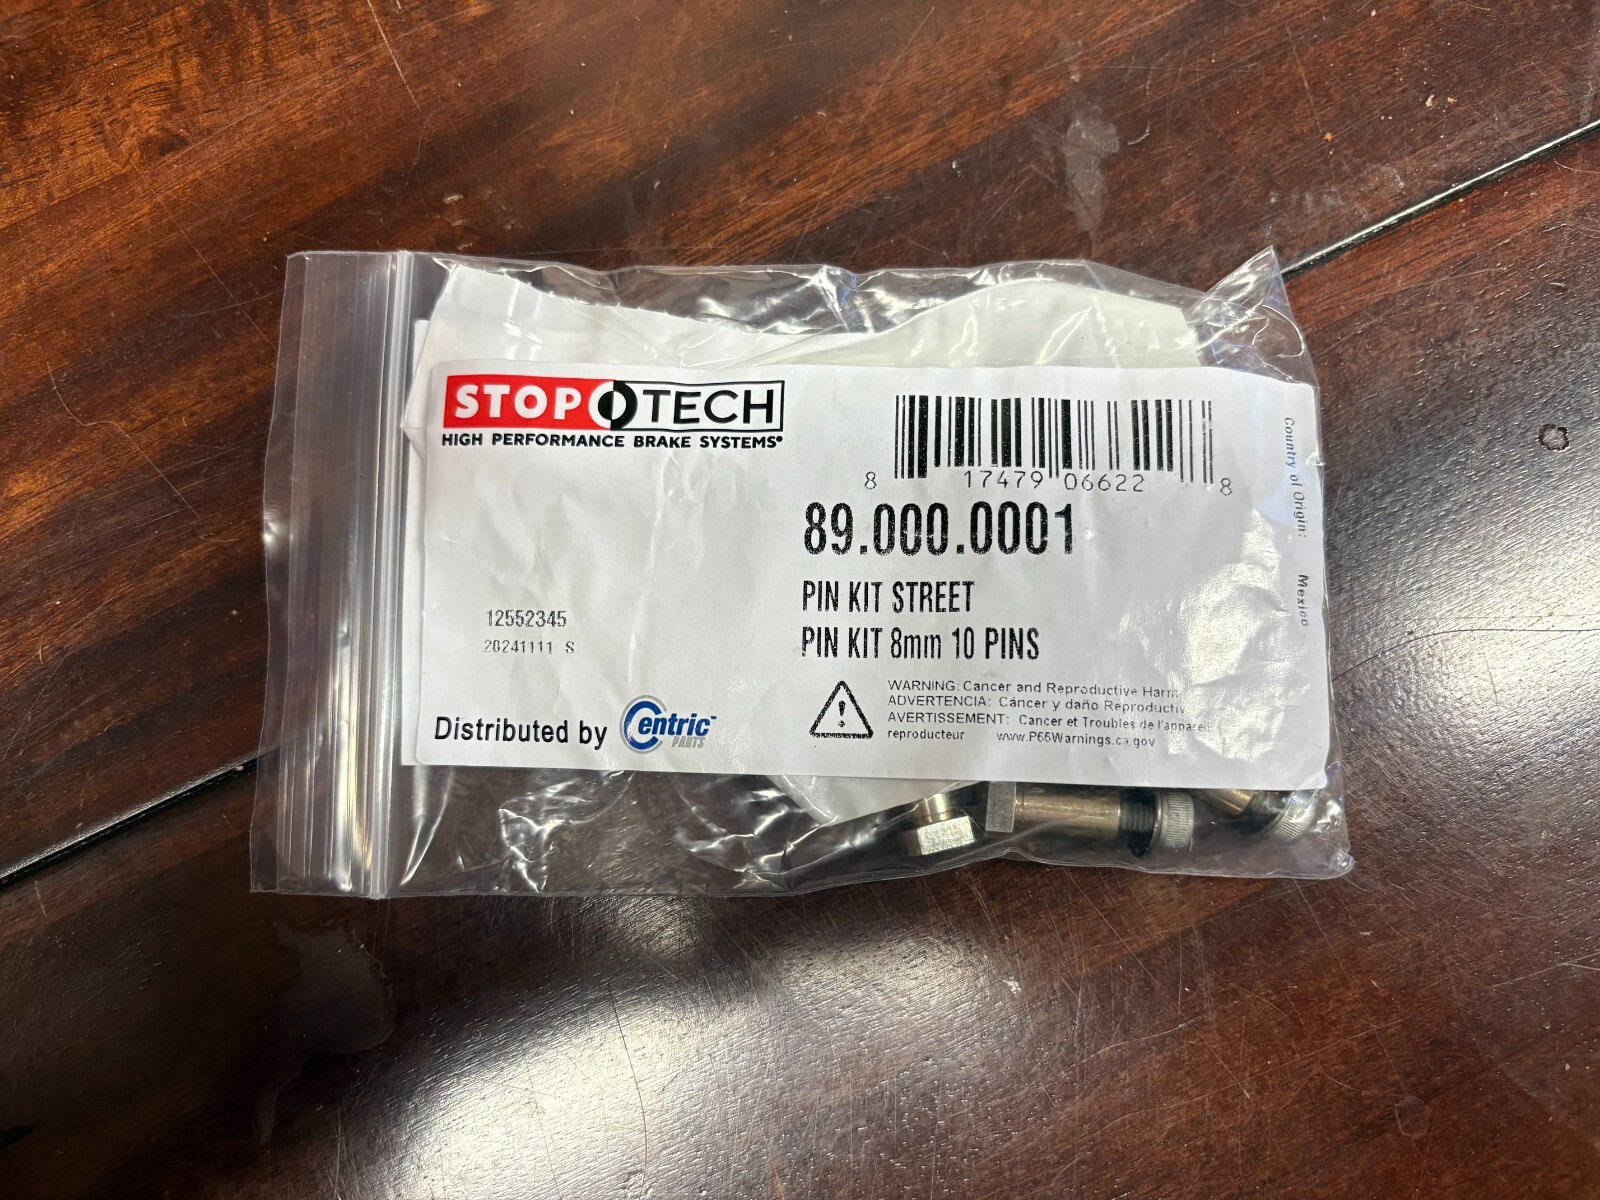 STOPTECH
HIGH PERFORMANCE BRAKE SYSTEMS®
8 17479 06622 8
89.000.0001
PIN KIT STREET
PIN KIT 8mm 10 PINS
12552345
20241111 S
Distributed by Centric™
PARTS
WARNING: Cancer and Reproductive Harm
ADVERTENCIA: Cáncer y daño Reproductiv
AVERTISSEMENT: Cancer et Troubles de l'appareil
reproducteur www.P65Warnings.ca.gov
Country of Origin: Mexico